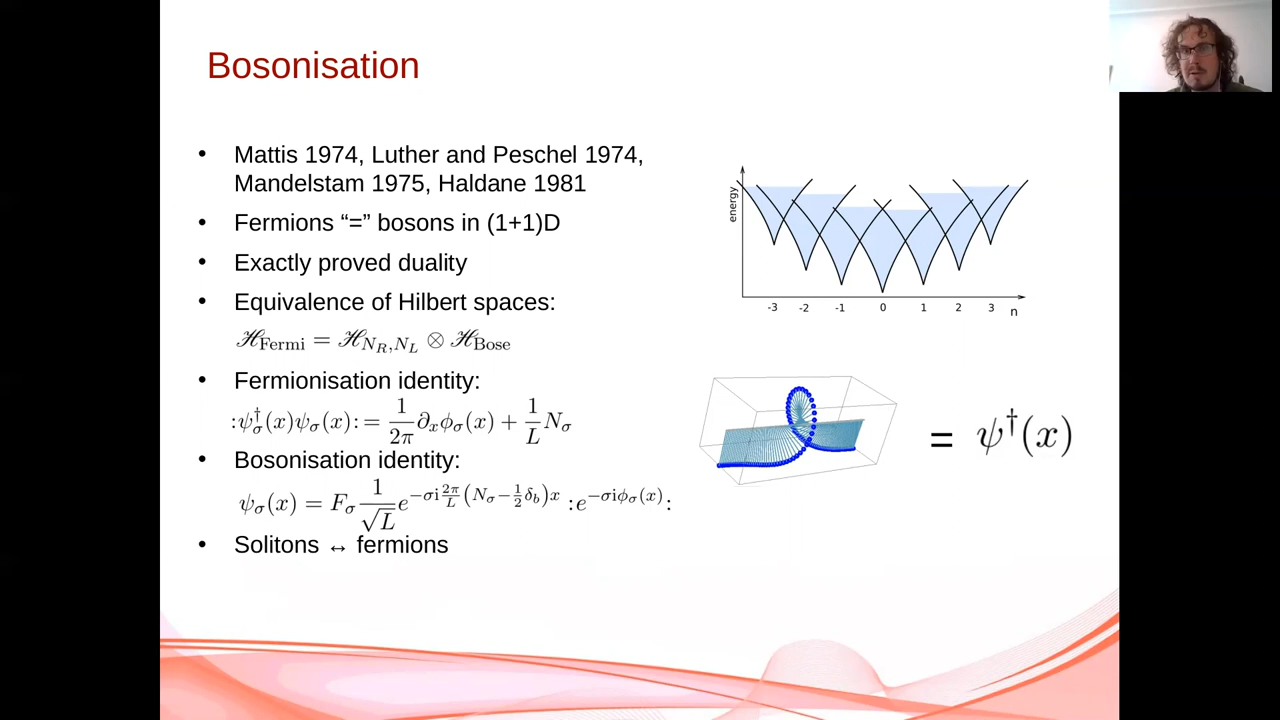 Bosonisation
• Mattis 1974, Luther and Peschel 1974,
Mandelstam 1975, Haldane 1981
• Fermions “=” bosons in (1+1)D
• Exactly proved duality
• Equivalence of Hilbert spaces:
ℋ_Fermi = ℋ_{N_R,N_L} ⊗ ℋ_Bose
• Fermionisation identity:
:ψ_σ^†(x)ψ_σ(x): = 1/2π ∂_xϕ_σ(x) + 1/L N_σ
• Bosonisation identity:
ψ_σ(x) = F_σ 1/√L e^{−σi 2π/L (N_σ − 1/2 δ_b)x} :e^{−σiϕ_σ(x)}:
• Solitons ↔ fermions
energy
-3 -2 -1 0 1 2 3 n
= ψ^†(x)